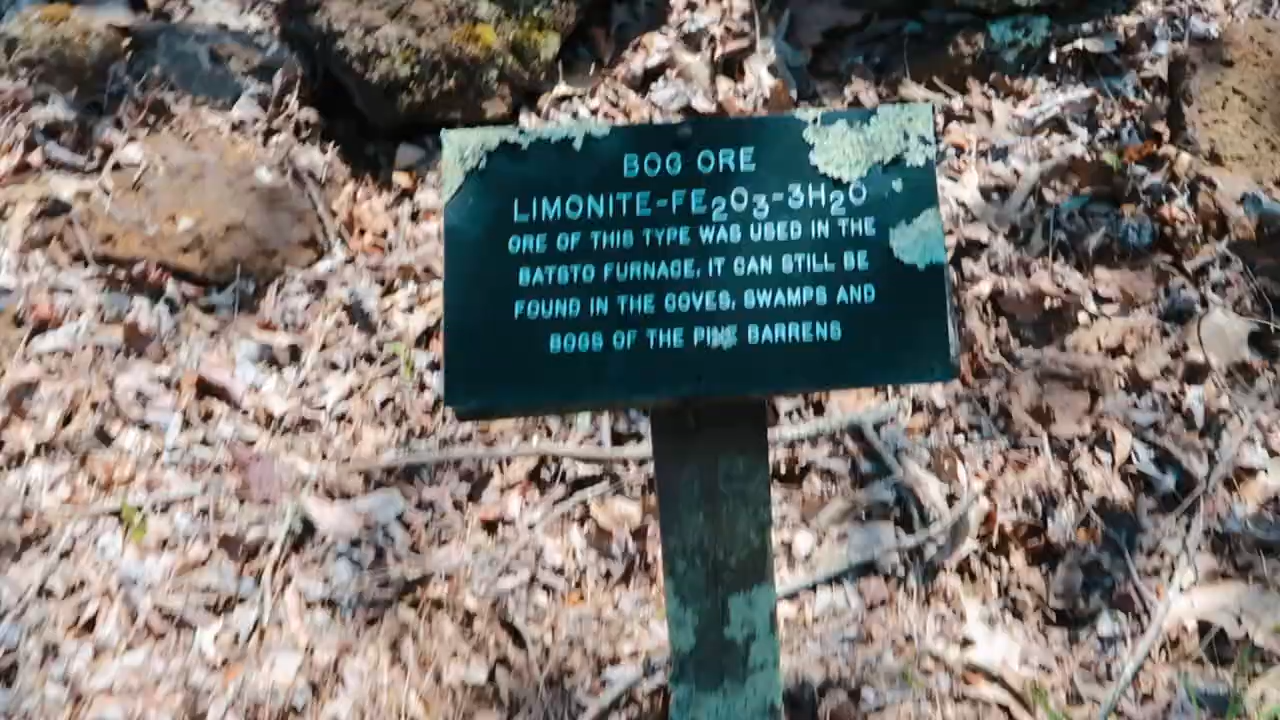 BOG ORE
LIMONITE-FE2O3-3H2O
ORE OF THIS TYPE WAS USED IN THE
BATSTO FURNACE, IT CAN STILL BE
FOUND IN THE COVES, SWAMPS AND
BOGS OF THE PINE BARRENS